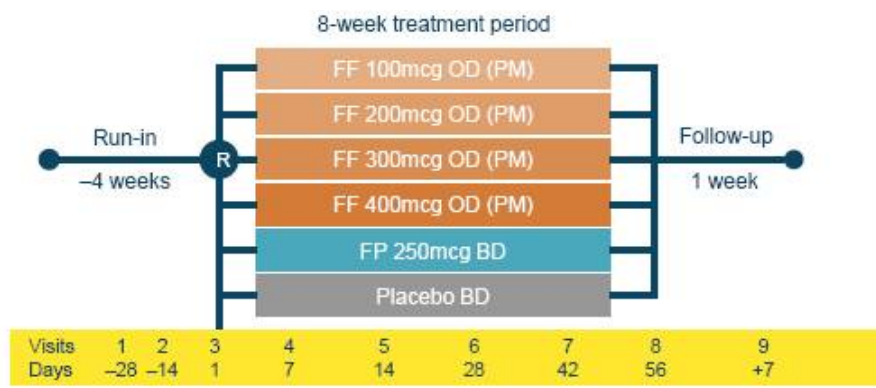 8-week treatment period
FF 100mcg OD (PM)
FF 200mcg OD (PM)
Run-in
R
FF 300mcg OD (PM)
Follow-up
–4 weeks
1 week
FF 400mcg OD (PM)
FP 250mcg BD
Placebo BD
Visits 1 2 3 4 5 6 7 8 9
Days –28 –14 1 7 14 28 42 56 +7